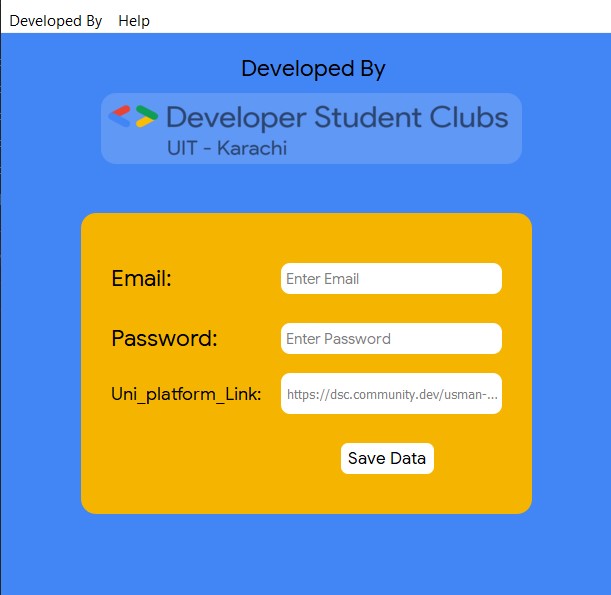 Developed By Help
Developed By
Developer Student Clubs
UIT - Karachi
Email: Enter Email
Password: Enter Password
Uni_platform_Link: https://dsc.community.dev/usman-...
Save Data